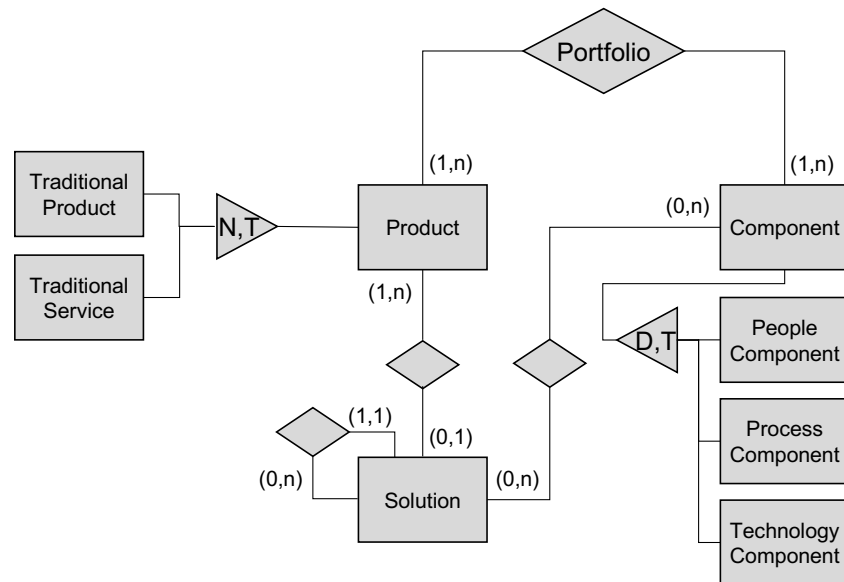 Portfolio
(1,n)
(1,n)
Traditional
Product
N,T
Product
(0,n)
Component
Traditional
Service
(1,n)
D,T
People
Component
(1,1)
(0,1)
Process
Component
(0,n)
Solution
(0,n)
Technology
Component